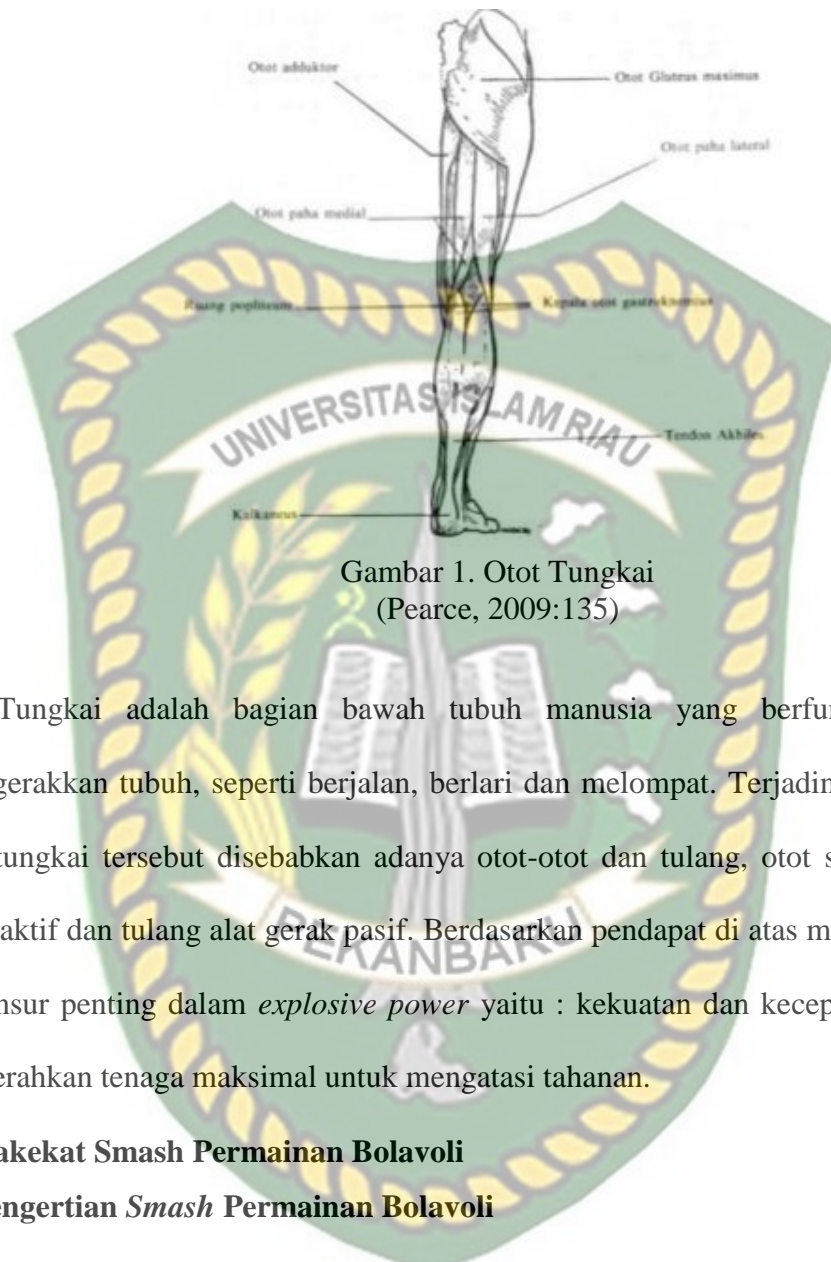 Otot adduktor
Otot Gluteus maximus
Otot paha lateral
Otot paha medial
Ruang popliteum
Kepala otot gastroknemius
UNIVERSITAS ISLAM RIAU
Tendon Akhiles
Kalkaneus
Gambar 1. Otot Tungkai
(Pearce, 2009:135)
Tungkai adalah bagian bawah tubuh manusia yang berfun
gerakkan tubuh, seperti berjalan, berlari dan melompat. Terjadin
tungkai tersebut disebabkan adanya otot-otot dan tulang, otot s
aktif dan tulang alat gerak pasif. Berdasarkan pendapat di atas m
PEKANBARU
nsur penting dalam explosive power yaitu : kekuatan dan kecep
erahkan tenaga maksimal untuk mengatasi tahanan.
akekat Smash Permainan Bolavoli
engertian Smash Permainan Bolavoli